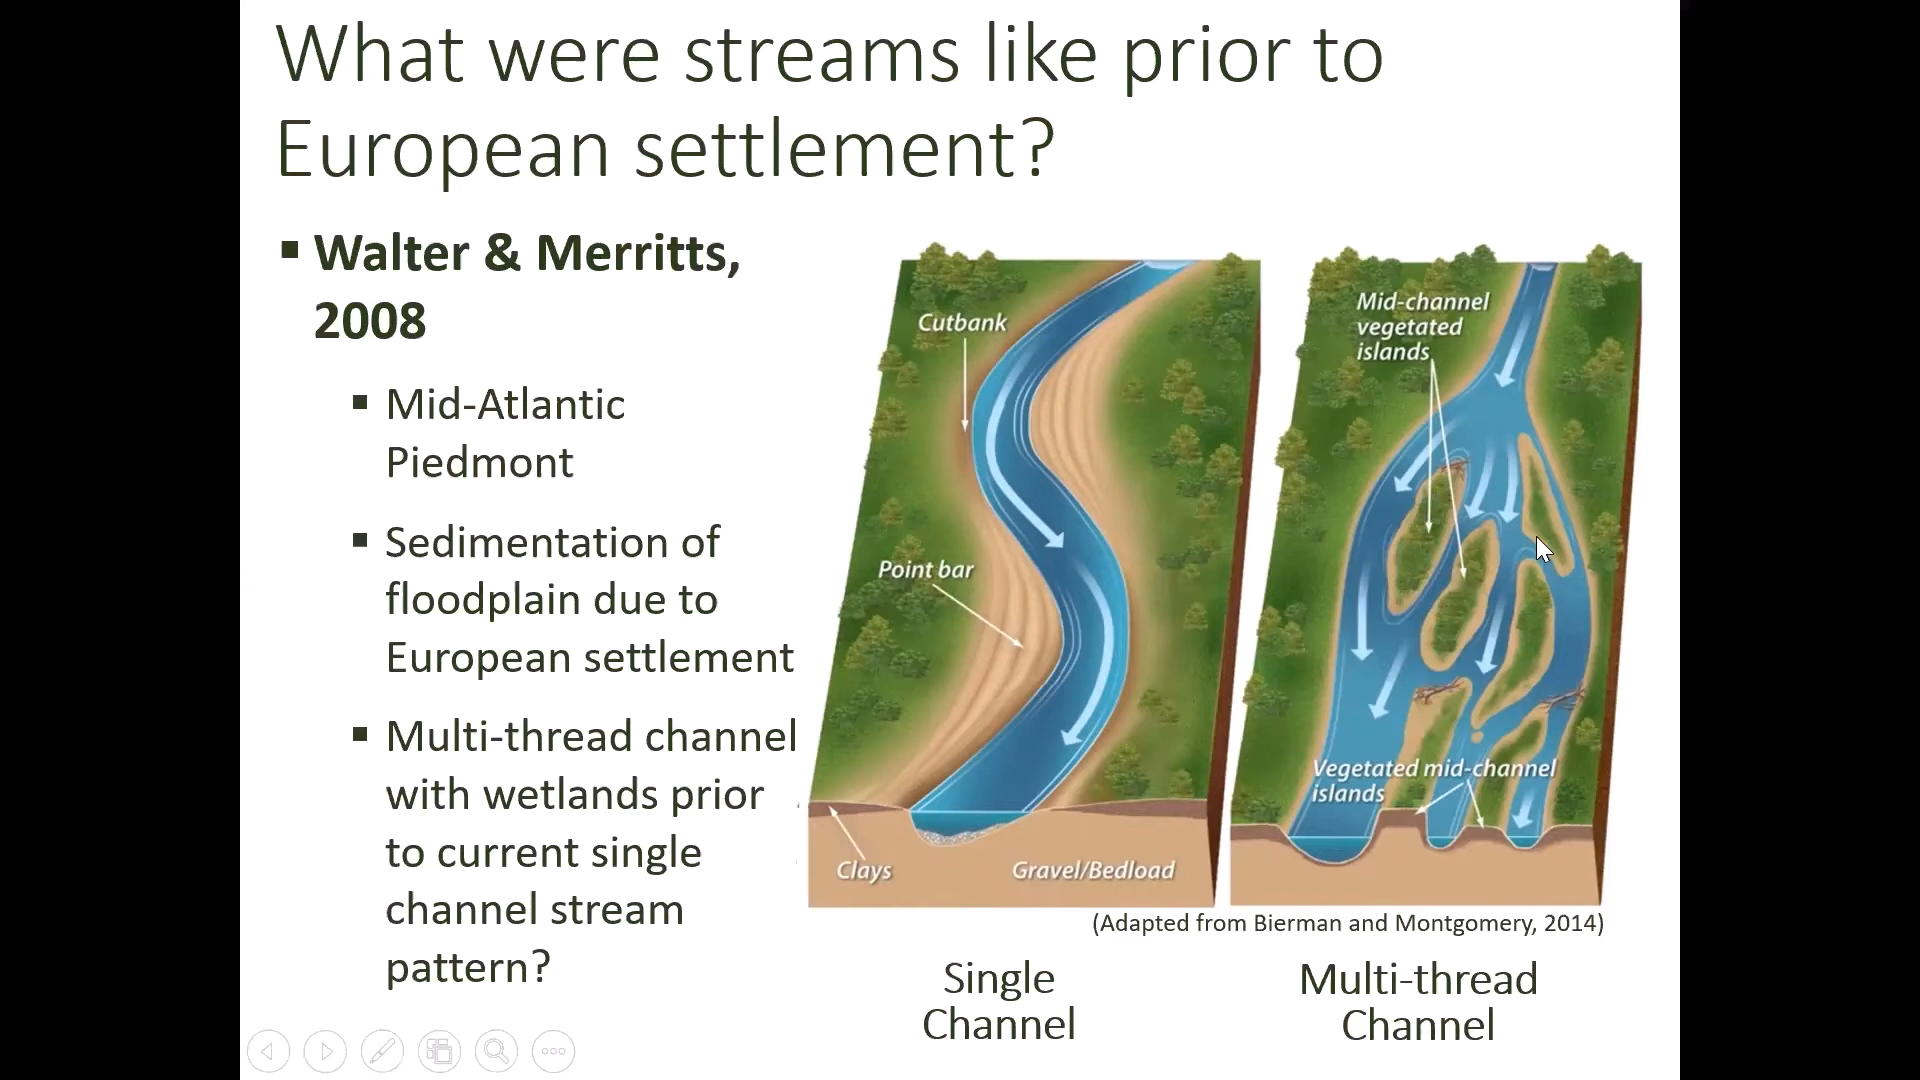 What were streams like prior to
European settlement?
▪ Walter & Merritts,
2008
▪ Mid-Atlantic
Piedmont
▪ Sedimentation of
floodplain due to
European settlement
▪ Multi-thread channel
with wetlands prior
to current single
channel stream
pattern?
Cutbank
Point bar
Clays
Gravel/Bedload
Mid-channel
vegetated
islands
Vegetated mid-channel
islands
(Adapted from Bierman and Montgomery, 2014)
Single
Channel
Multi-thread
Channel